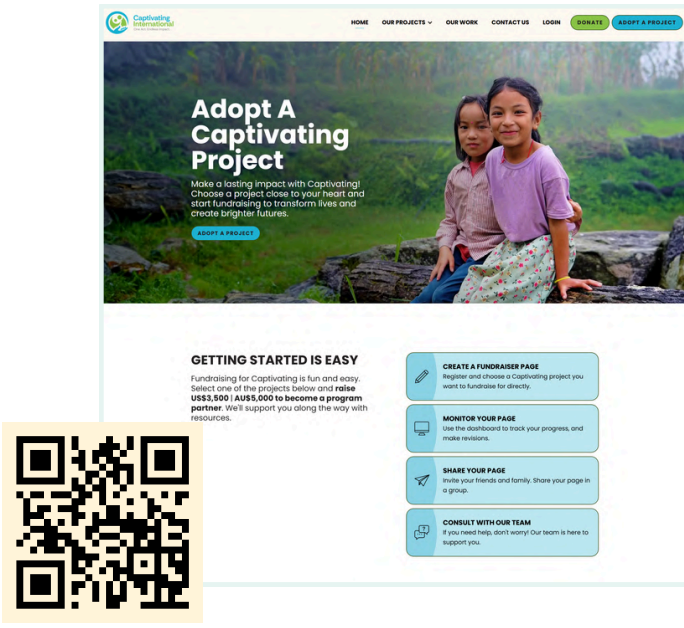 Captivating
International
HOME
OUR PROJECTS
OUR WORK
CONTACT US
LOGIN
DONATE
ADOPT A PROJECT
Adopt A
Captivating
Project
Make a lasting impact with Captivating!
Choose a project close to your heart and
start fundraising to transform lives and
create brighter futures.
ADOPT A PROJECT
GETTING STARTED IS EASY
Fundraising for Captivating is fun and easy.
Select one of the projects below and raise
US$3,500 | AU$5,000 to become a program
partner. We'll support you along the way with
resources.
CREATE A FUNDRAISER PAGE
Register and choose a Captivating project you
want to fundraise for directly.
MONITOR YOUR PAGE
Use the dashboard to track your progress, and
make revisions.
SHARE YOUR PAGE
Invite your friends and family. Share your page in
a group.
CONSULT WITH OUR TEAM
If you need help, don't worry! Our team is here to
support you.